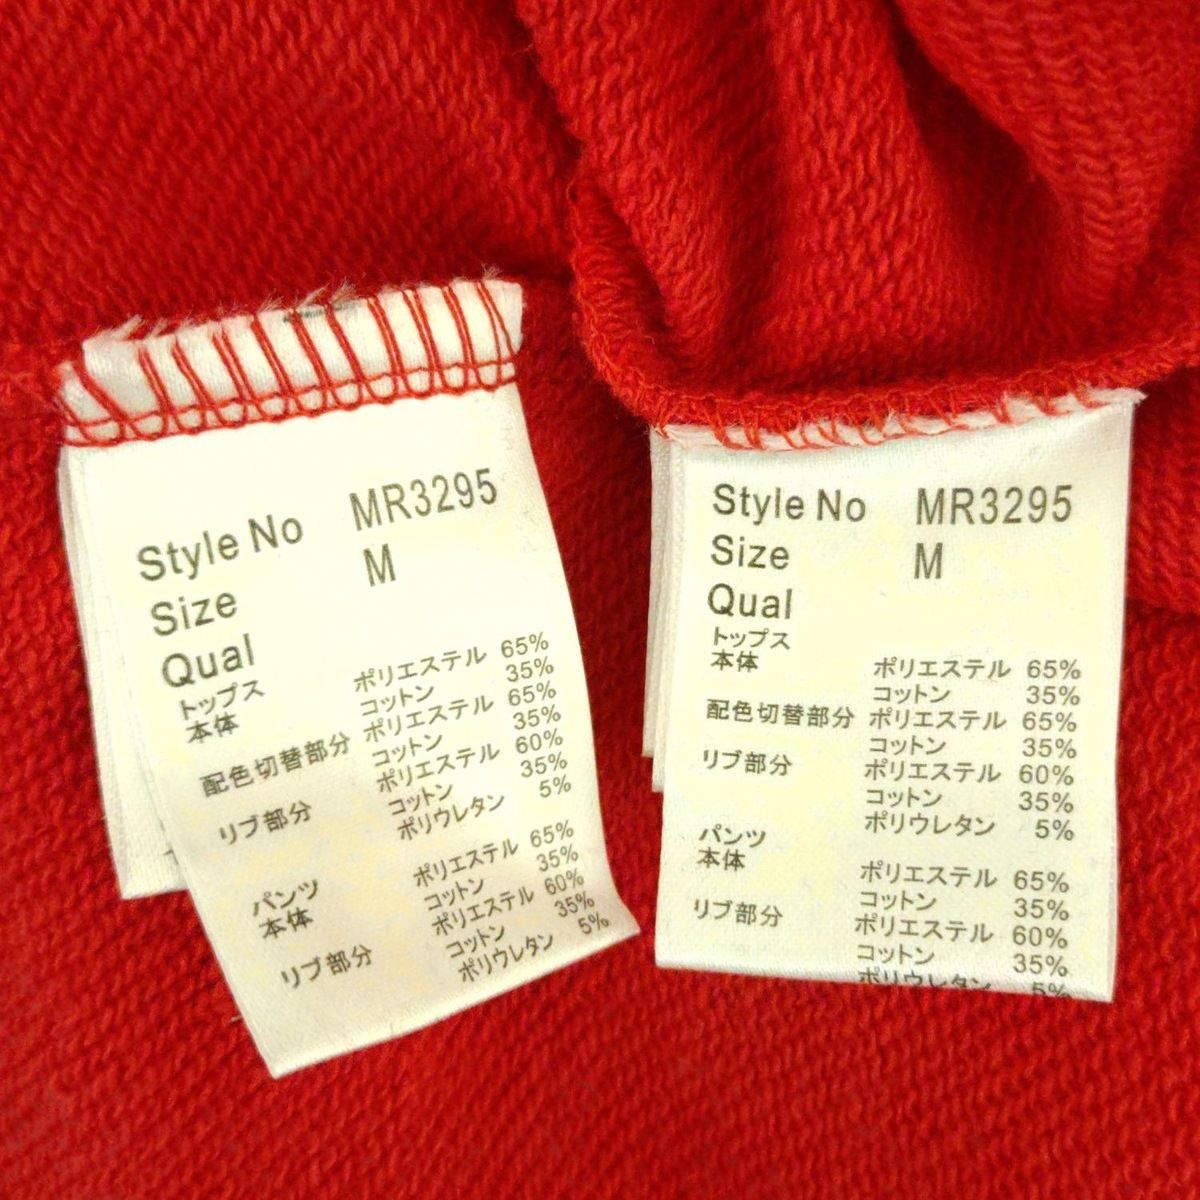 Style No MR3295
Size M
Qual
トップス
本体 ポリエステル 65%
コットン 35%
配色切替部分 ポリエステル 65%
コットン 35%
リブ部分 ポリエステル 60%
コットン 35%
ポリウレタン 5%
パンツ
本体 ポリエステル 65%
コットン 35%
リブ部分 ポリエステル 60%
コットン 35%
ポリウレタン 5%
Style No MR3295
Size M
Qual
トップス
本体 ポリエステル 65%
コットン 35%
配色切替部分 ポリエステル 65%
コットン 35%
リブ部分 ポリエステル 60%
コットン 35%
ポリウレタン 5%
パンツ
本体 ポリエステル 65%
コットン 35%
リブ部分 ポリエステル 60%
コットン 35%
ポリウレタン 5%